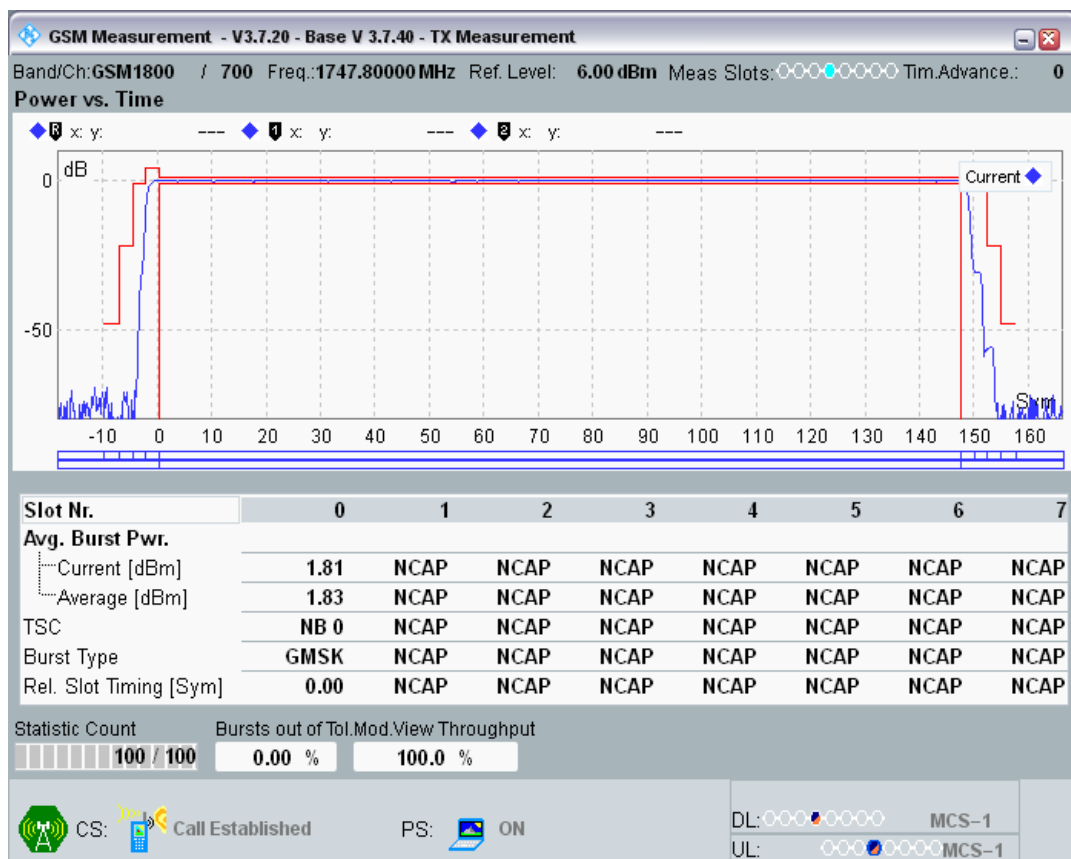 GSM Measurement - V3.7.20 - Base V 3.7.40 - TX Measurement
Band/Ch:GSM1800 / 700 Freq.:1747.80000 MHz Ref. Level: 6.00 dBm Meas Slots: Tim.Advance.: 0
Power vs. Time
R x: y: --- 1 x: y: --- 2 x: y: ---
dB
0
Current
-50
Sym
-10 0 10 20 30 40 50 60 70 80 90 100 110 120 130 140 150 160
Slot Nr. 0 1 2 3 4 5 6 7
Avg. Burst Pwr.
Current [dBm] 1.81 NCAP NCAP NCAP NCAP NCAP NCAP NCAP
Average [dBm] 1.83 NCAP NCAP NCAP NCAP NCAP NCAP NCAP
TSC NB 0 NCAP NCAP NCAP NCAP NCAP NCAP NCAP
Burst Type GMSK NCAP NCAP NCAP NCAP NCAP NCAP NCAP
Rel. Slot Timing [Sym] 0.00 NCAP NCAP NCAP NCAP NCAP NCAP NCAP
Statistic Count Bursts out of Tol. Mod.View Throughput
100 / 100 0.00 % 100.0 %
CS: Call Established PS: ON
DL: MCS-1
UL: MCS-1